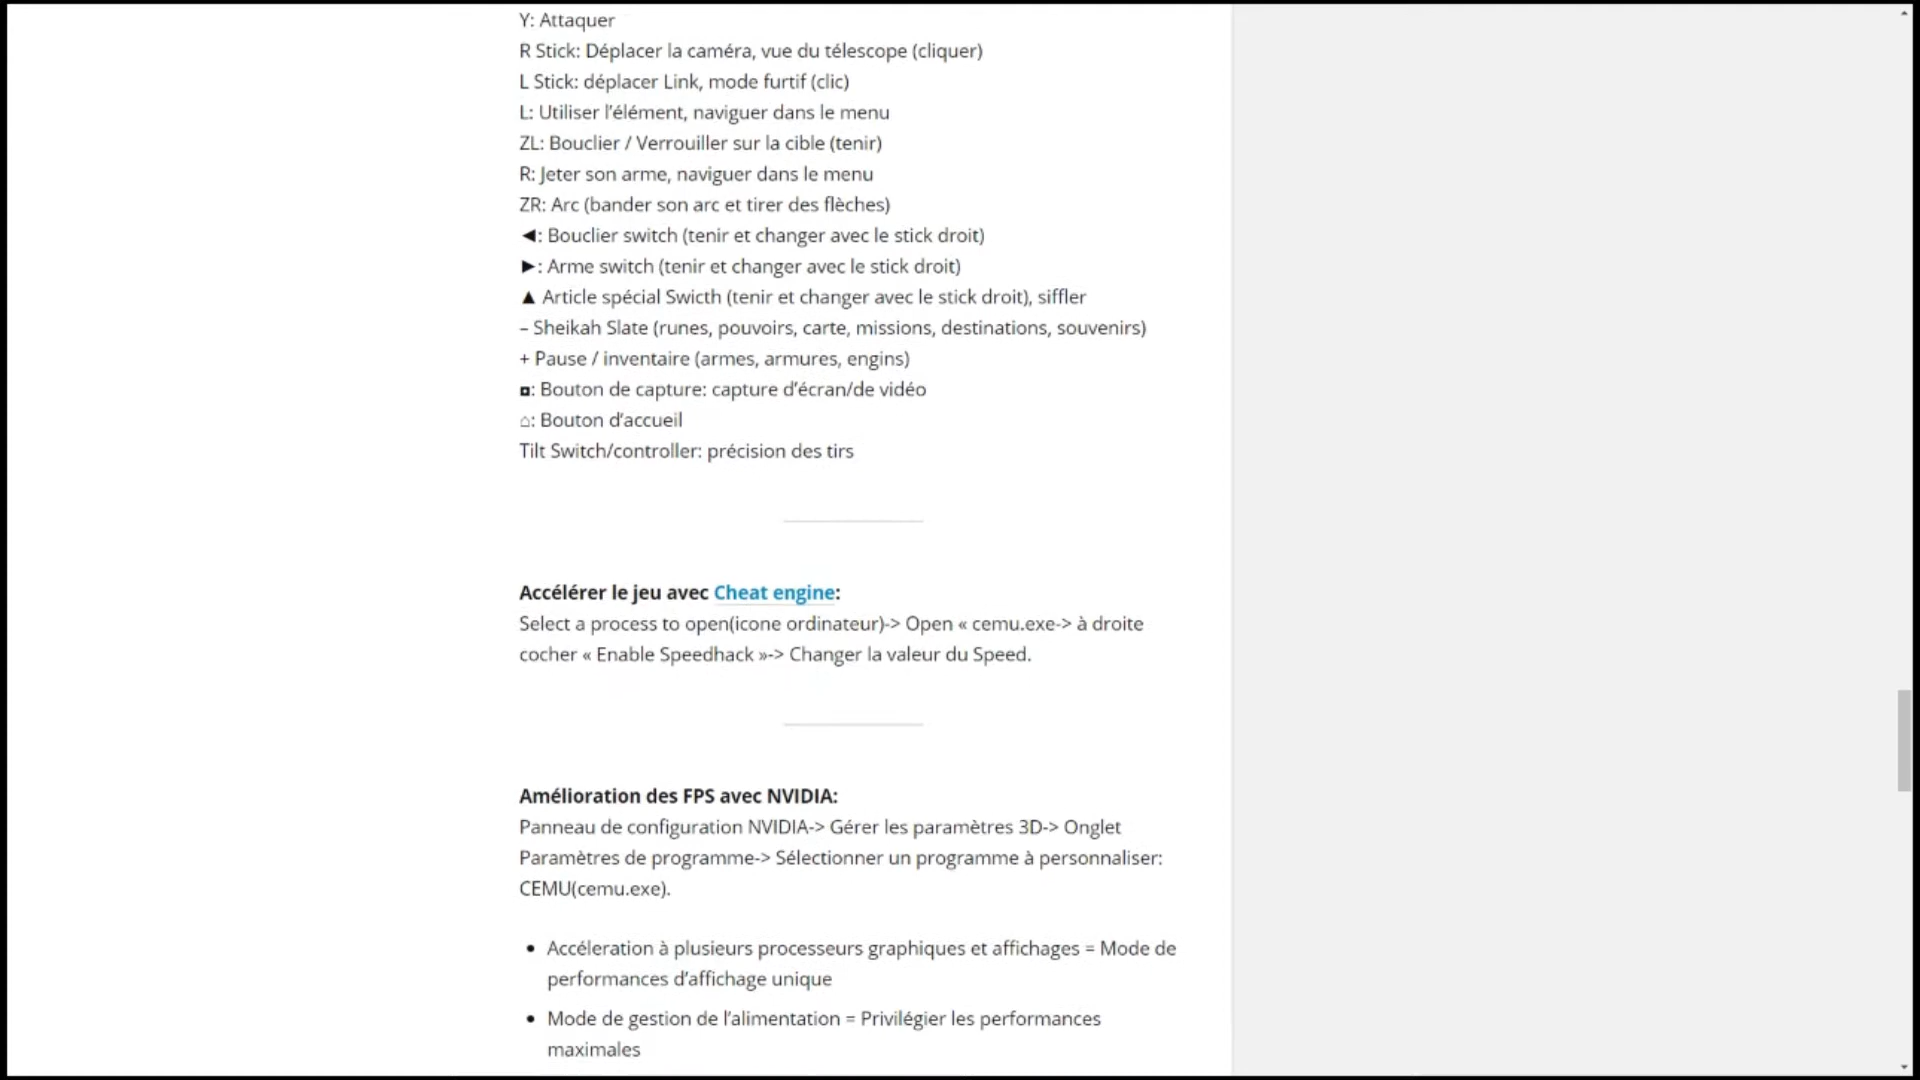 Y: Attaquer
R Stick: Déplacer la caméra, vue du télescope (cliquer)
L Stick: déplacer Link, mode furtif (clic)
L: Utiliser l’élément, naviguer dans le menu
ZL: Bouclier / Verrouiller sur la cible (tenir)
R: Jeter son arme, naviguer dans le menu
ZR: Arc (bander son arc et tirer des flèches)
◄: Bouclier switch (tenir et changer avec le stick droit)
►: Arme switch (tenir et changer avec le stick droit)
▲ Article spécial Swicth (tenir et changer avec le stick droit), siffler
– Sheikah Slate (runes, pouvoirs, carte, missions, destinations, souvenirs)
+ Pause / inventaire (armes, armures, engins)
◘: Bouton de capture: capture d’écran/de vidéo
⌂: Bouton d’accueil
Tilt Switch/controller: précision des tirs
Accélérer le jeu avec Cheat engine:
Select a process to open(icone ordinateur)-> Open « cemu.exe-> à droite
cocher « Enable Speedhack »-> Changer la valeur du Speed.
Amélioration des FPS avec NVIDIA:
Panneau de configuration NVIDIA-> Gérer les paramètres 3D-> Onglet
Paramètres de programme-> Sélectionner un programme à personnaliser:
CEMU(cemu.exe).
• Accéleration à plusieurs processeurs graphiques et affichages = Mode de
performances d’affichage unique
• Mode de gestion de l’alimentation = Privilégier les performances
maximales